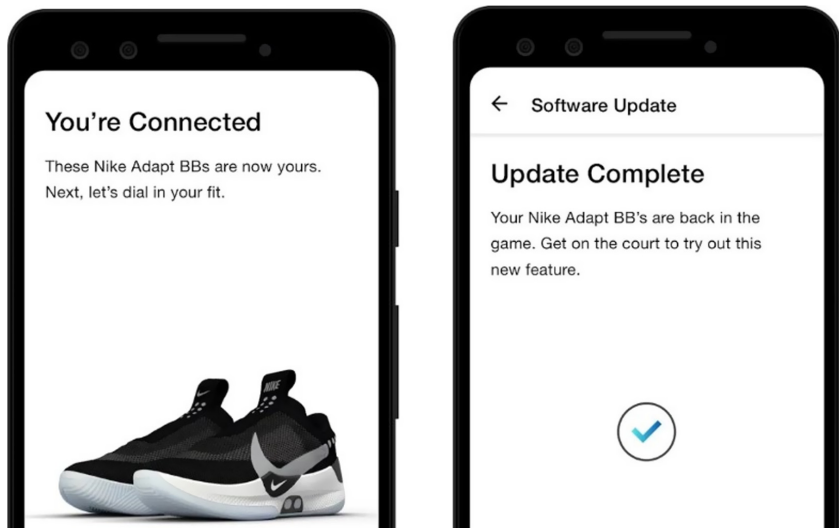 You're Connected
These Nike Adapt BBs are now yours.
Next, let's dial in your fit.
NIKE
Software Update
Update Complete
Your Nike Adapt BB's are back in the
game. Get on the court to try out this
new feature.